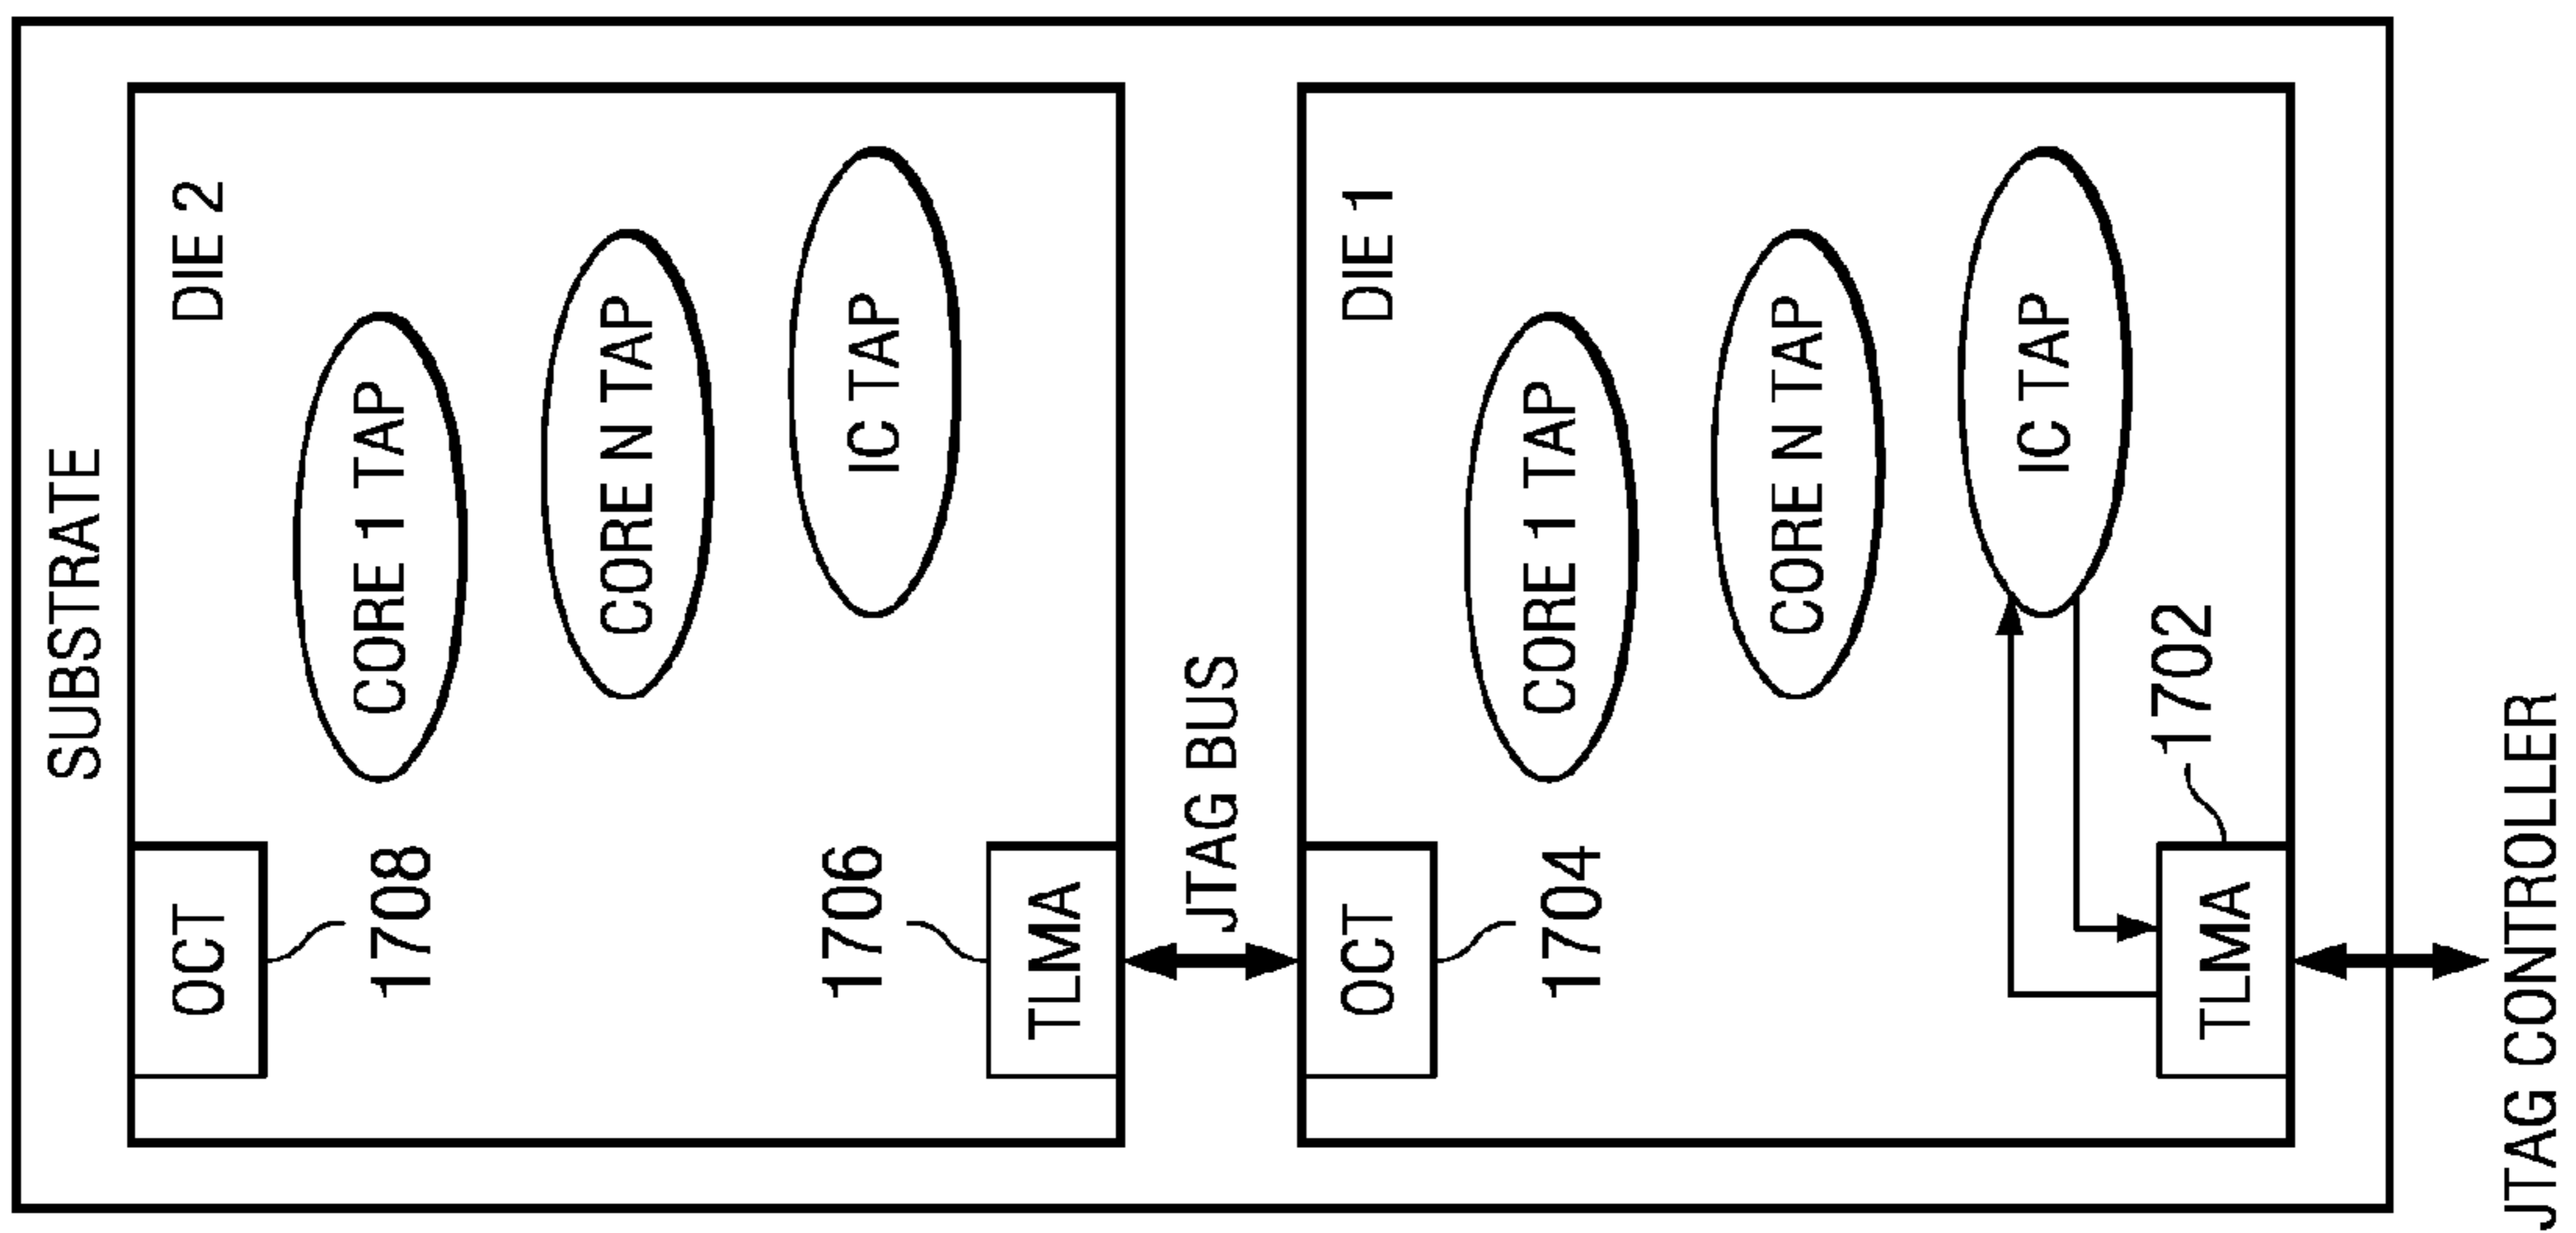 SUBSTRATE
DIE 2
OCT
1708
CORE 1 TAP
CORE N TAP
IC TAP
1706
TLMA
JTAG BUS
DIE 1
OCT
1704
CORE 1 TAP
CORE N TAP
IC TAP
1702
TLMA
JTAG CONTROLLER